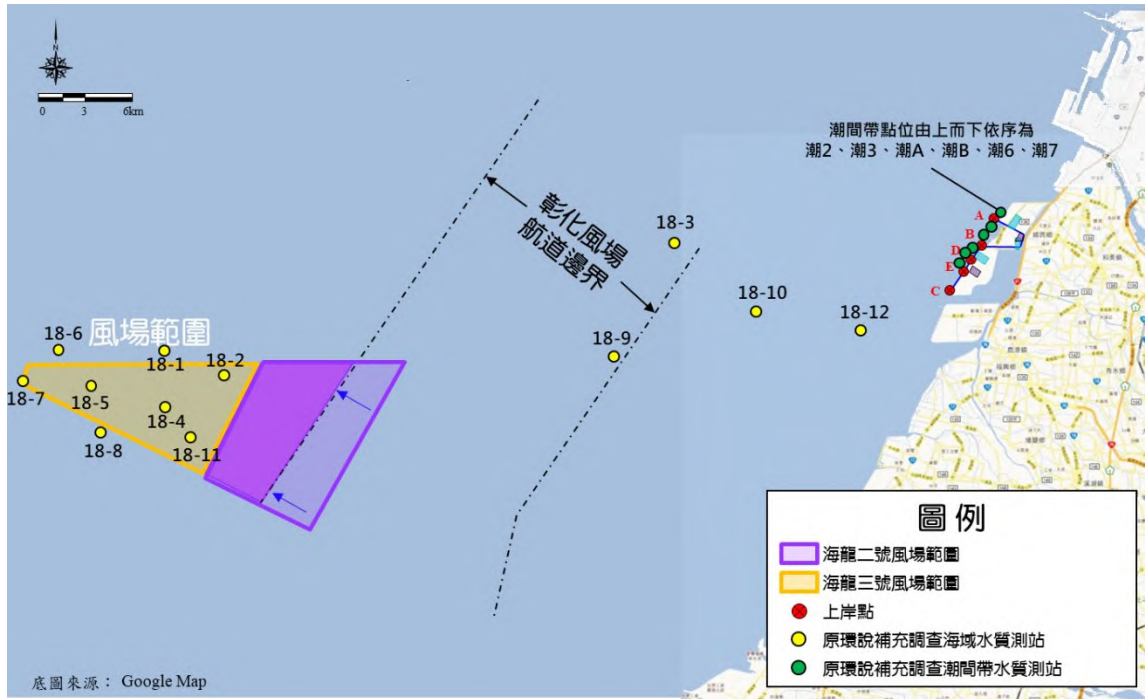 N
0 3 6km
潮間帶點位由上而下依序為
潮2、潮3、潮A、潮B、潮6、潮7
彰化風場
航道邊界
18-3
A
B
D
E
C
18-10
18-12
18-9
風場範圍
18-6
18-1
18-2
18-7
18-5
18-4
18-8
18-11
圖例
海龍二號風場範圍
海龍三號風場範圍
上岸點
原環說補充調查海域水質測站
原環說補充調查潮間帶水質測站
底圖來源： Google Map